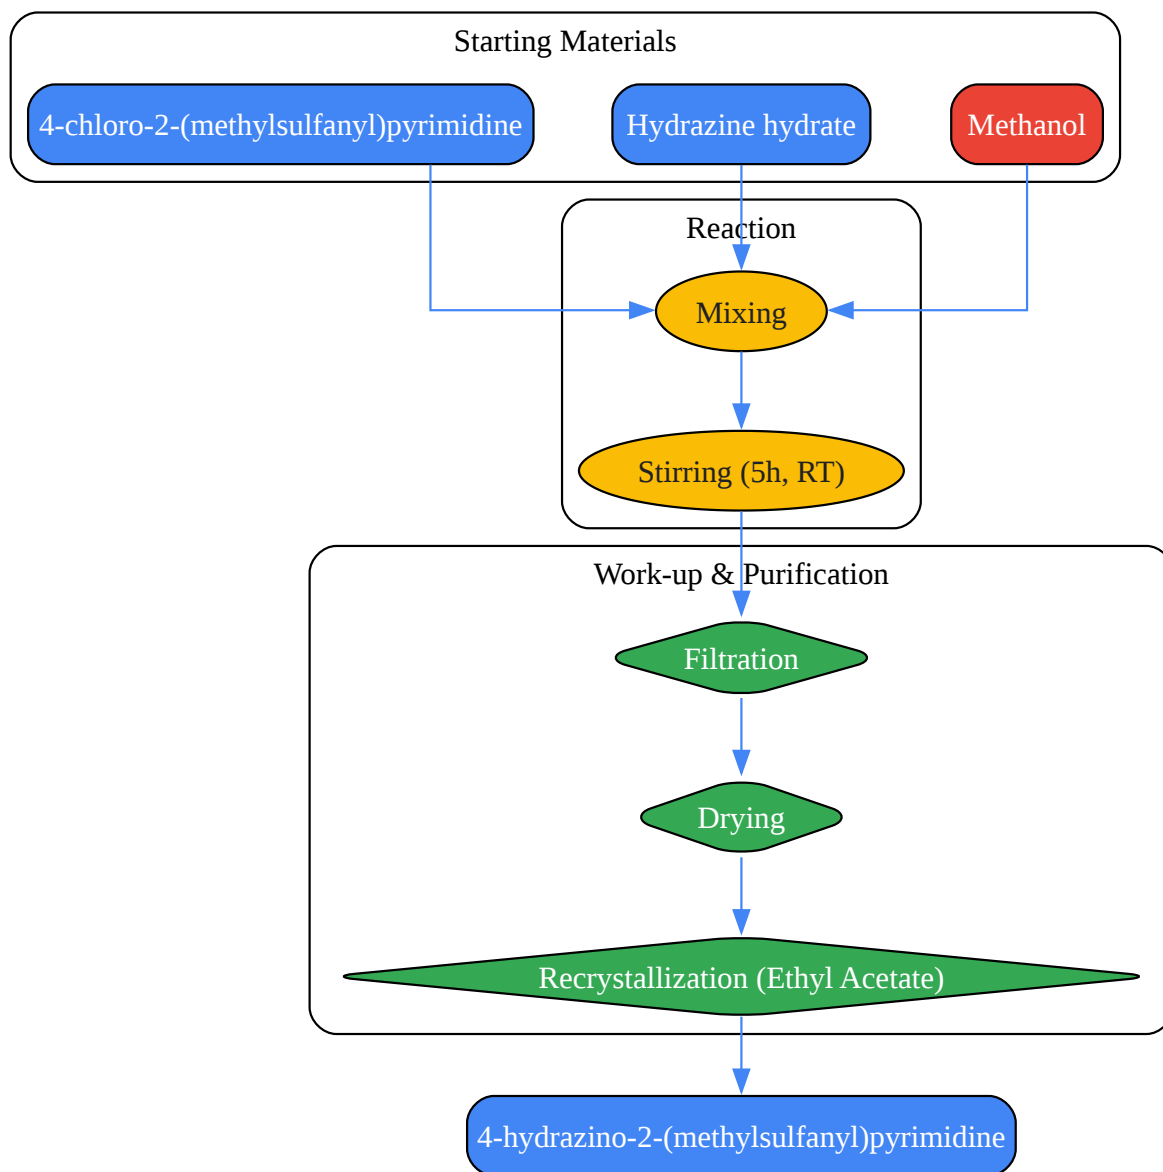 Starting Materials
4-chloro-2-(methylsulfanyl)pyrimidine
Hydrazine hydrate
Methanol
Reaction
Mixing
Stirring (5h, RT)
Work-up & Purification
Filtration
Drying
Recrystallization (Ethyl Acetate)
4-hydrazino-2-(methylsulfanyl)pyrimidine